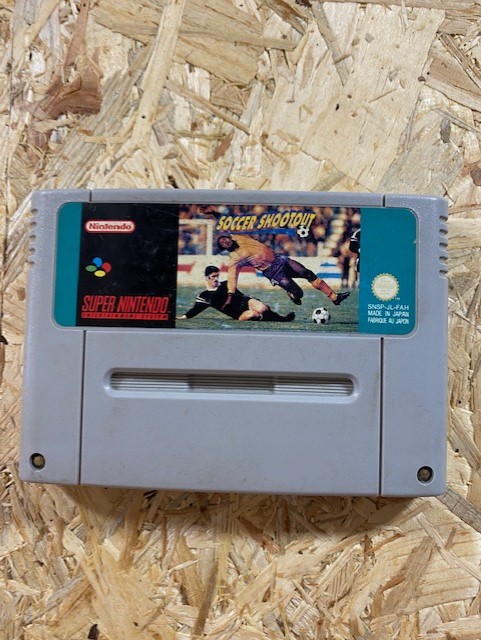 Nintendo
SOCCER SHOOTOUT
SUPER NINTENDO
ENTERTAINMENT SYSTEM
SNSP-JL-FAH
MADE IN JAPAN
FABRIQUE AU JAPON